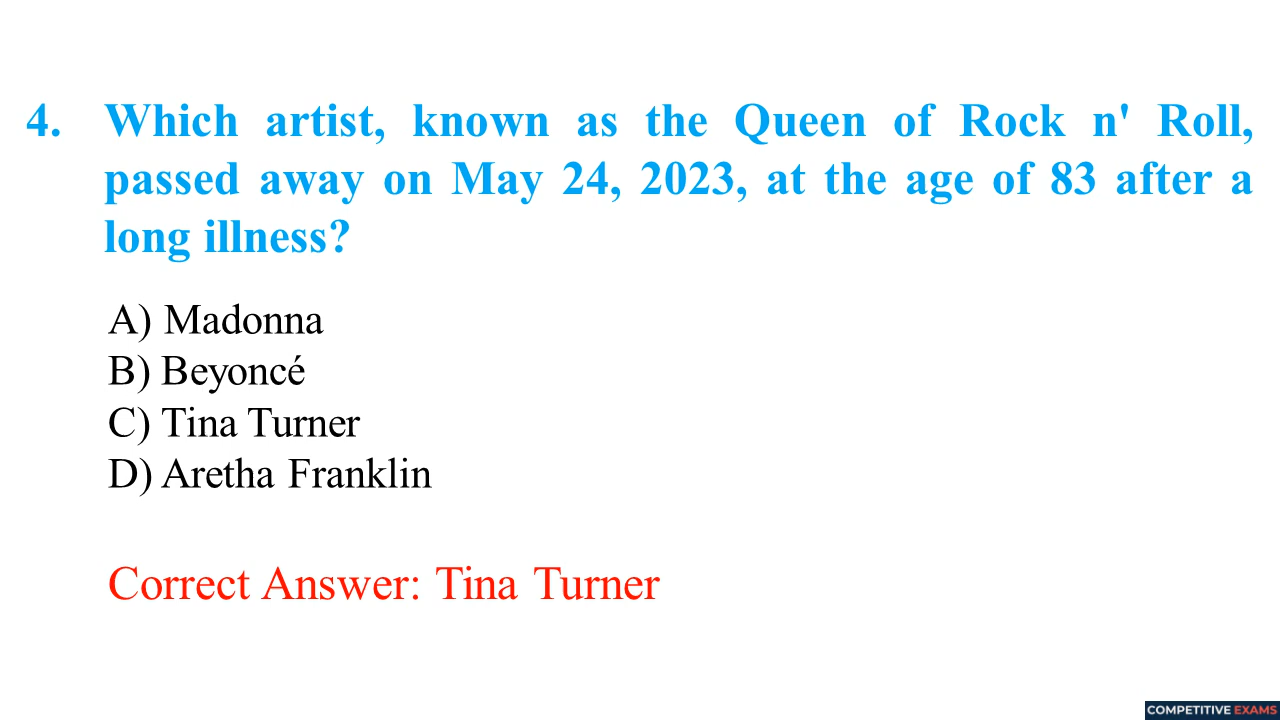 4. Which artist, known as the Queen of Rock n' Roll,
passed away on May 24, 2023, at the age of 83 after a
long illness?
A) Madonna
B) Beyoncé
C) Tina Turner
D) Aretha Franklin
Correct Answer: Tina Turner
COMPETITIVE EXAMS